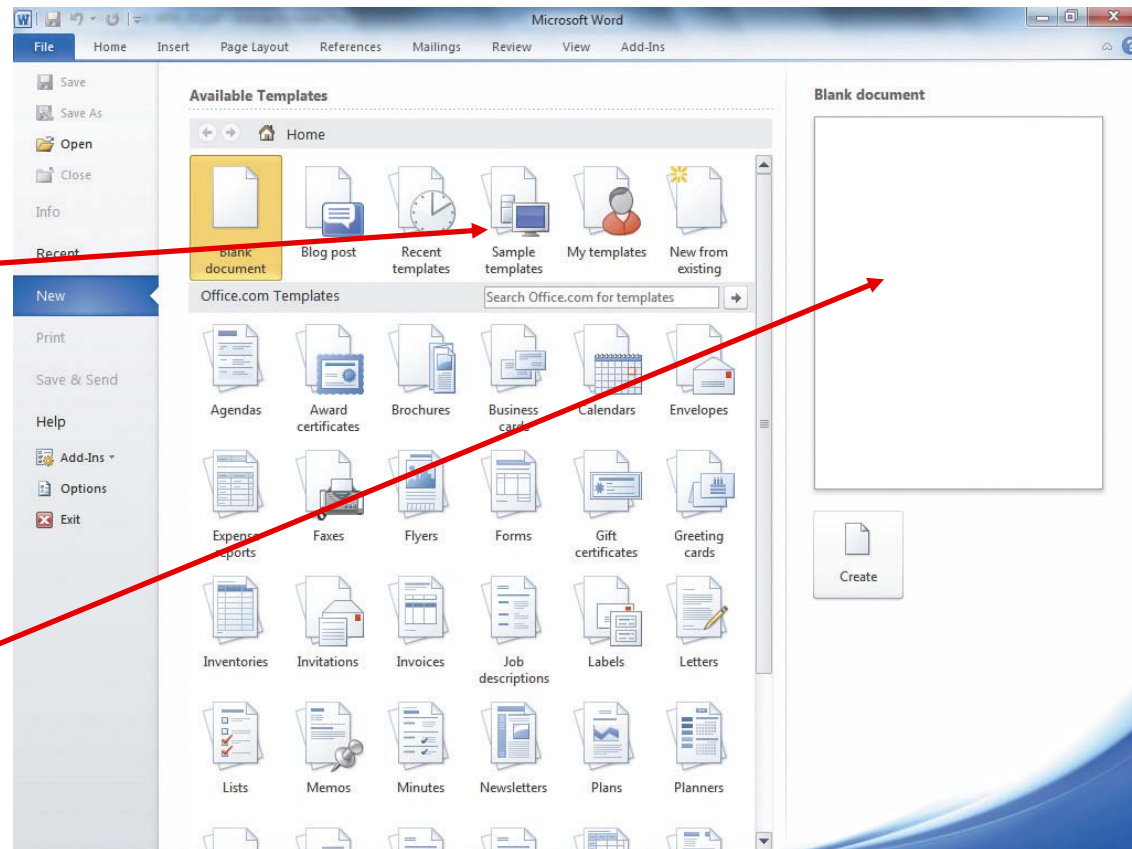 Microsoft Word
File Home Insert Page Layout References Mailings Review View Add-Ins
Save
Save As
Open
Close
Info
Recent
New
Print
Save & Send
Help
Add-Ins
Options
Exit
Available Templates
Home
Blank document
Blog post
Recent templates
Sample templates
My templates
New from existing
Office.com Templates
Search Office.com for templates
Agendas
Award certificates
Brochures
Business cards
Calendars
Envelopes
Expense reports
Faxes
Flyers
Forms
Gift certificates
Greeting cards
Inventories
Invitations
Invoices
Job descriptions
Labels
Letters
Lists
Memos
Minutes
Newsletters
Plans
Planners
Blank document
Create